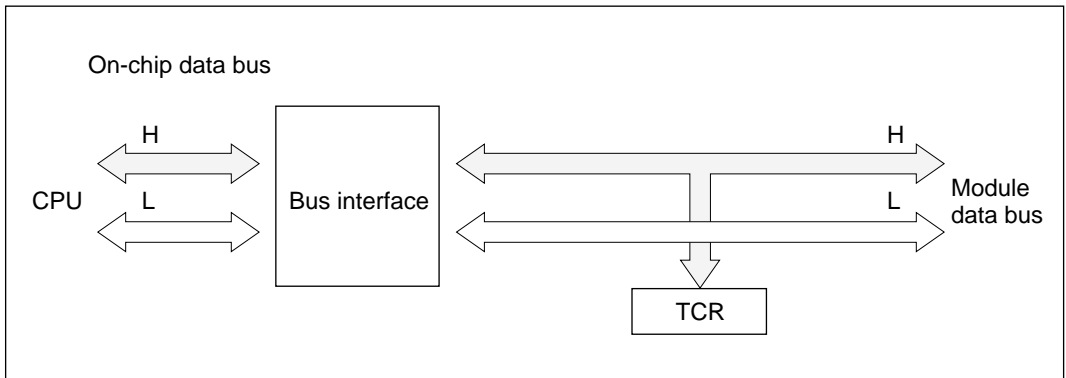 On-chip data bus
H
H
CPU
L
Bus interface
L
Module
data bus
TCR